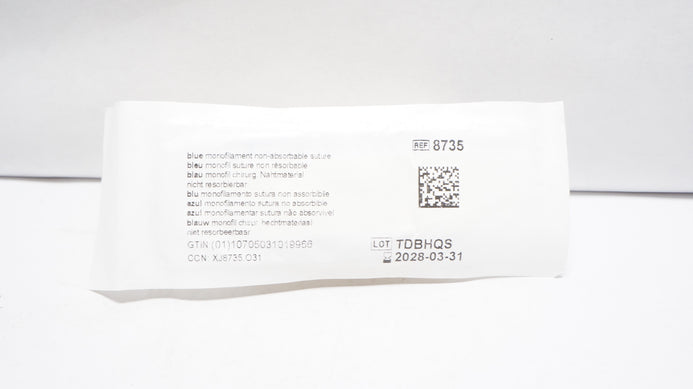 REF 8735
blue monofilament non-absorbable suture
bleu monofil suture non résorbable
blau monofil chirurg. Nahtmaterial
nicht resorbierbar
blu monofilamento sutura non assorbibile
azul monofilamento sutura no absorbible
azul monofilamentar sutura não absorvível
blauw monofil chirurg. hechtmateriaal
niet resorbeerbaar
GTIN (01)10705031018956
CCN: XJ8735.O31
LOT TDBHQS
2028-03-31